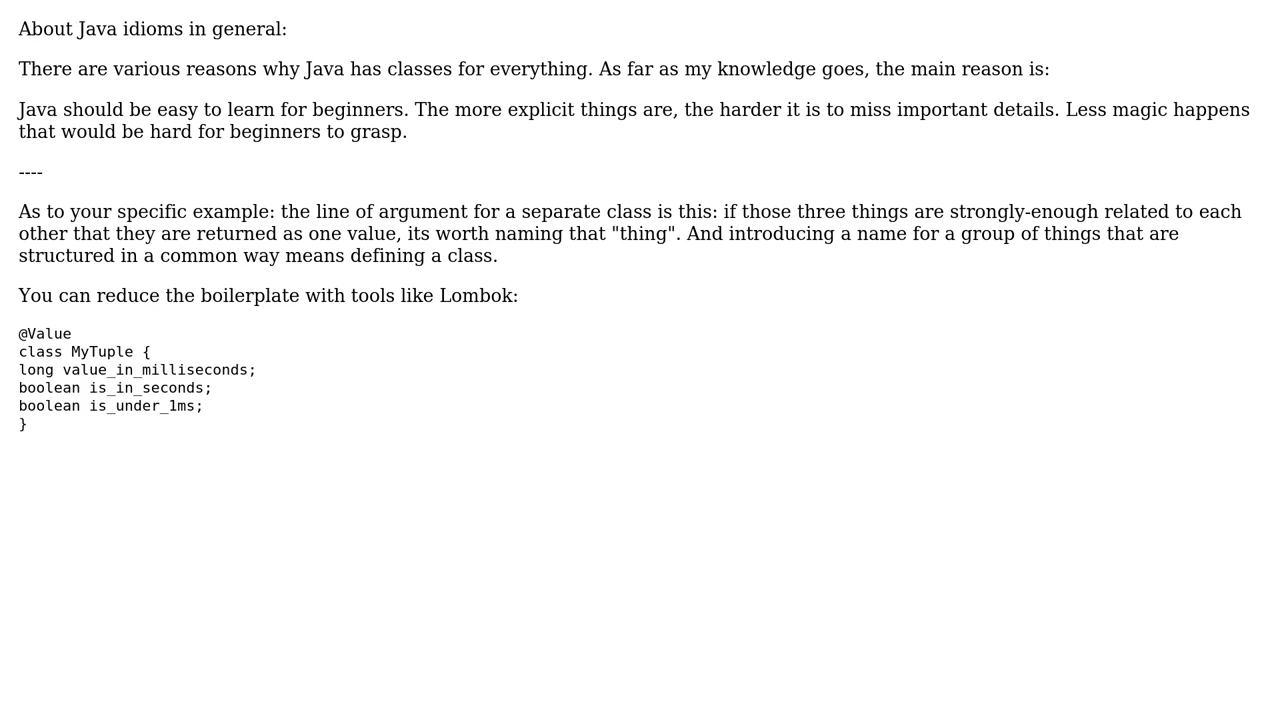 About Java idioms in general:
There are various reasons why Java has classes for everything. As far as my knowledge goes, the main reason is:
Java should be easy to learn for beginners. The more explicit things are, the harder it is to miss important details. Less magic happens
that would be hard for beginners to grasp.
----
As to your specific example: the line of argument for a separate class is this: if those three things are strongly-enough related to each
other that they are returned as one value, its worth naming that "thing". And introducing a name for a group of things that are
structured in a common way means defining a class.
You can reduce the boilerplate with tools like Lombok:
@Value
class MyTuple {
long value_in_milliseconds;
boolean is_in_seconds;
boolean is_under_1ms;
}